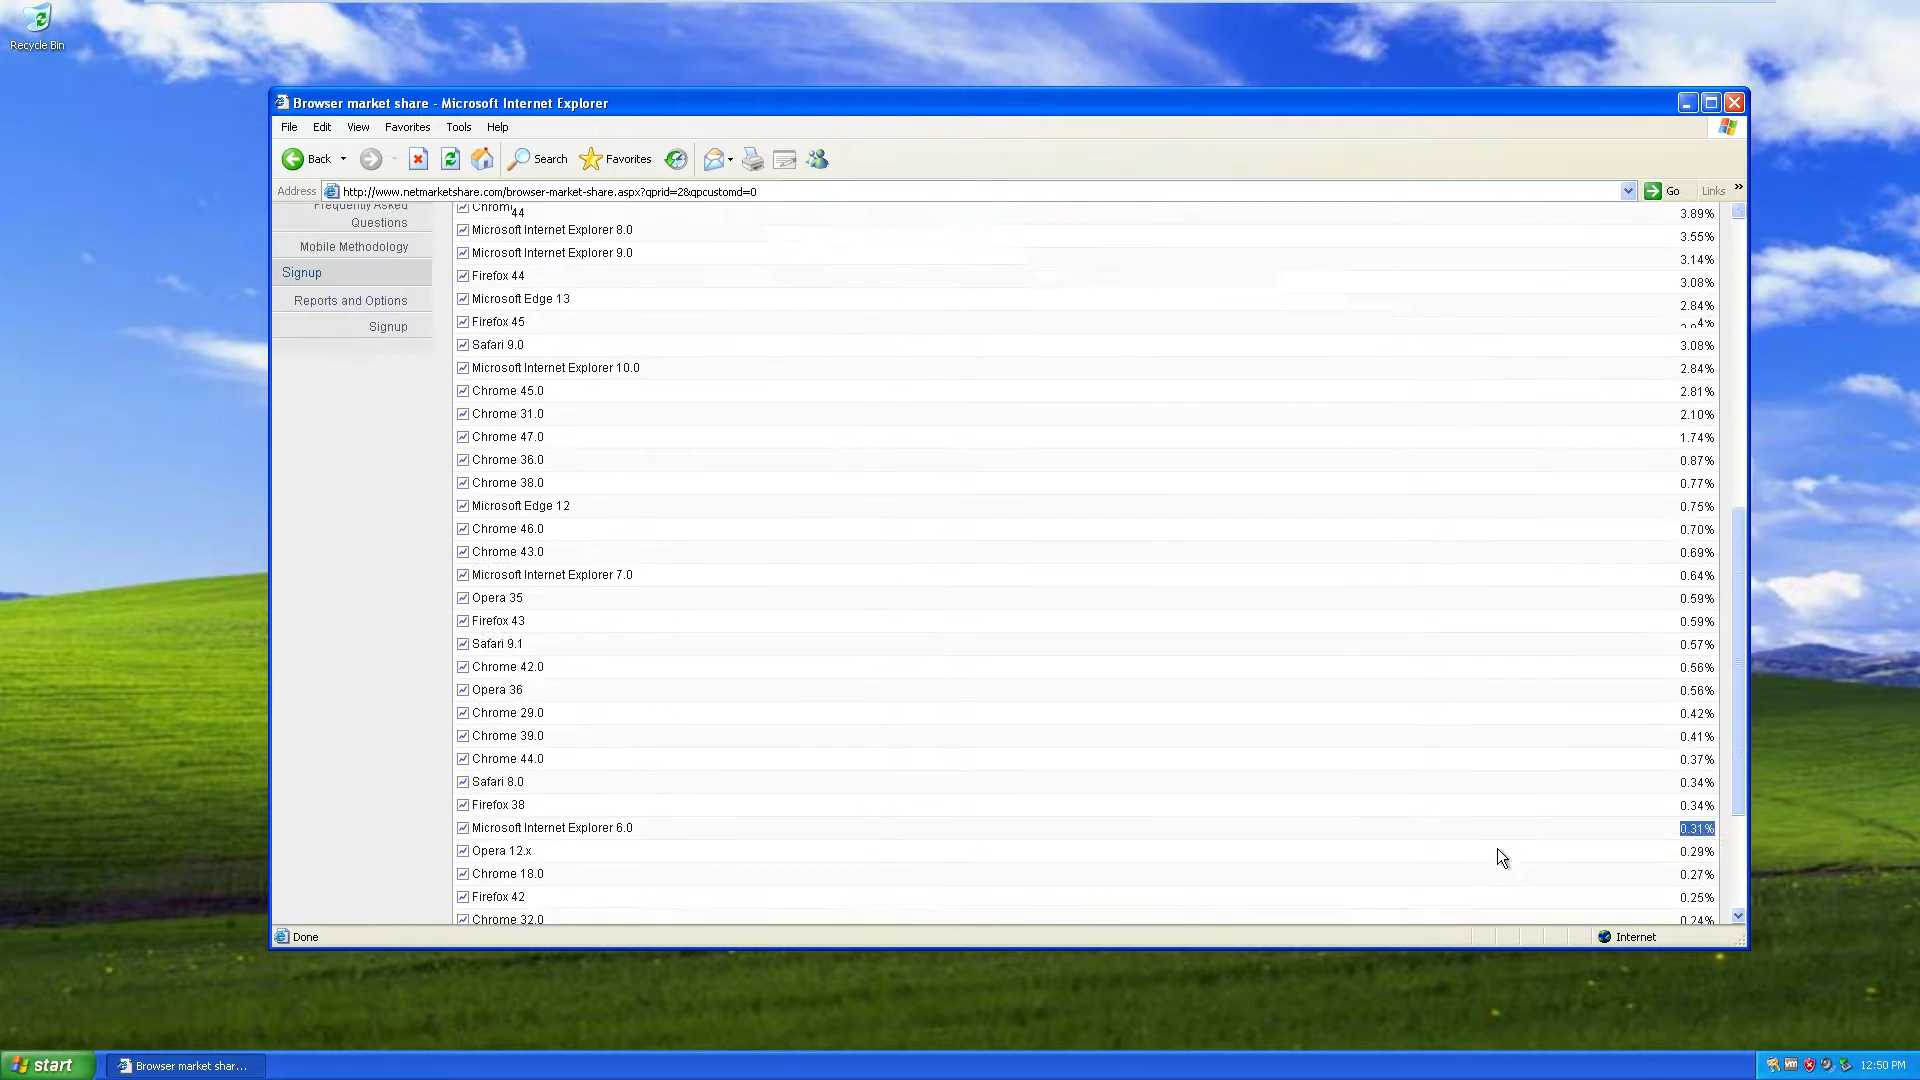 Recycle Bin
Browser market share - Microsoft Internet Explorer
File Edit View Favorites Tools Help
Back Search Favorites
Address http://www.netmarketshare.com/browser-market-share.aspx?qprid=2&qpcustomd=0 Go Links
Frequently Asked
Questions
Mobile Methodology
Signup
Reports and Options
Signup
44 3.89%
Microsoft Internet Explorer 8.0 3.55%
Microsoft Internet Explorer 9.0 3.14%
Firefox 44 3.08%
Microsoft Edge 13 2.84%
Firefox 45
Safari 9.0 3.08%
Microsoft Internet Explorer 10.0 2.84%
Chrome 45.0 2.81%
Chrome 31.0 2.10%
Chrome 47.0 1.74%
Chrome 36.0 0.87%
Chrome 38.0 0.77%
Microsoft Edge 12 0.75%
Chrome 46.0 0.70%
Chrome 43.0 0.69%
Microsoft Internet Explorer 7.0 0.64%
Opera 35 0.59%
Firefox 43 0.59%
Safari 9.1 0.57%
Chrome 42.0 0.56%
Opera 36 0.56%
Chrome 29.0 0.42%
Chrome 39.0 0.41%
Chrome 44.0 0.37%
Safari 8.0 0.34%
Firefox 38 0.34%
Microsoft Internet Explorer 6.0 0.31%
Opera 12.x 0.29%
Chrome 18.0 0.27%
Firefox 42 0.25%
Chrome 32.0 0.24%
Done Internet
start Browser market shar... 12:50 PM